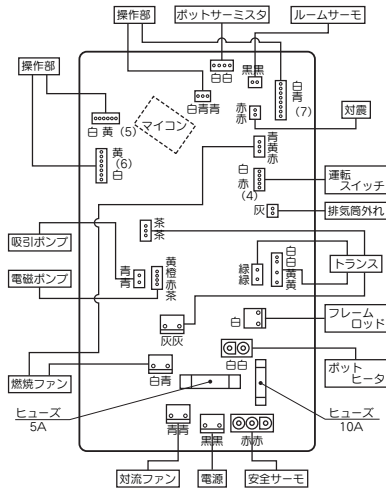 操作部
ポットサーミスタ
ルームサーモ
操作部
白白
黒黒
白
青
(7)
白青青
赤
赤
対震
白 黄 (5)
マイコン
青
黄
赤
黄
(6)
白
白
赤
(4)
運転
スイッチ
灰
排気筒外れ
茶
茶
吸引ポンプ
白
白
黄
黄
緑
緑
トランス
電磁ポンプ
青
青
黄
橙
赤
茶
白
フレーム
ロッド
灰灰
白白
ポット
ヒータ
燃焼ファン
白青
ヒューズ
5A
ヒューズ
10A
青青
黒黒
赤赤
対流ファン
電源
安全サーモ